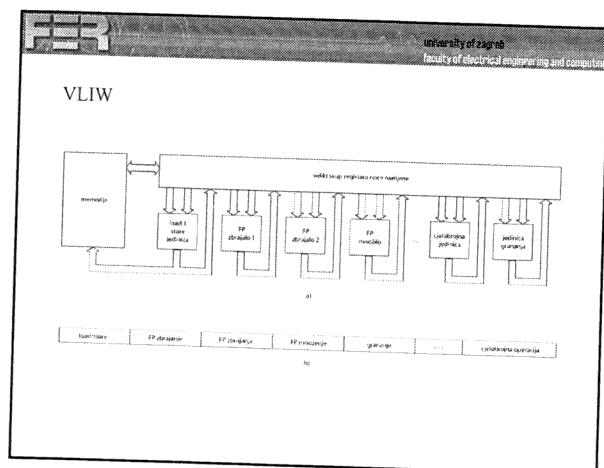 FER
university of zagreb
faculty of electrical engineering and computing
VLIW
veliki skup registara opće namjene
memorija
load i
store
jedinica
FP
zbrajalo 1
FP
zbrajalo 2
FP
množilo
...
cjelobrojna
jedinica
jedinica
grananja
a)
load/store FP zbrajanje FP zbrajanje FP množenje grananje ... cjelobrojna operacija
b)